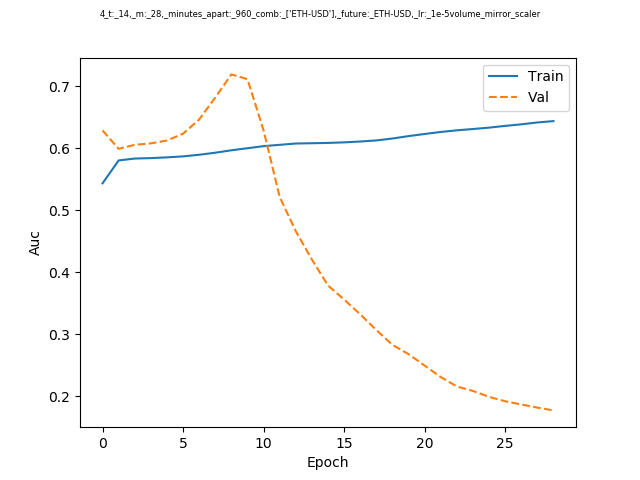 4_t:_14,_m:_28,_minutes_apart:_960_comb:_['ETH-USD'],_future:_ETH-USD,_lr:_1e-5volume_mirror_scaler
Train
Val
0.7
0.6
0.5
0.4
0.3
0.2
Auc
0 5 10 15 20 25
Epoch